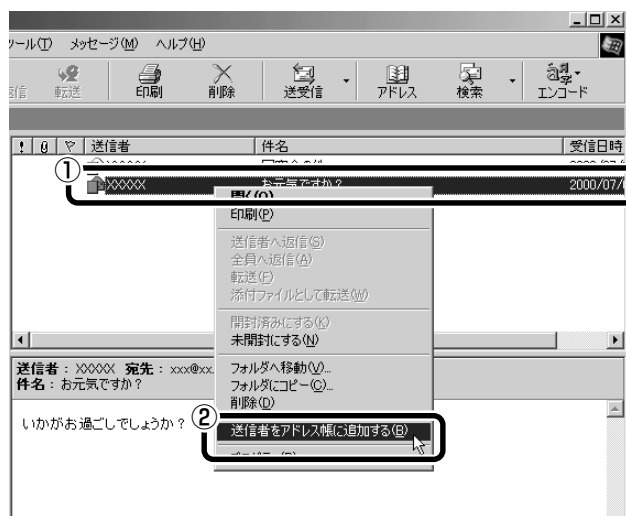 ツール(T) メッセージ(M) ヘルプ(H)
転送 印刷 削除 送受信 アドレス 検索 エンコード
! 送信者 件名 受信日時
①
XXXXX お元気ですか? 2000/07/
開く(O)
印刷(P)
送信者へ返信(S)
全員へ返信(A)
転送(F)
添付ファイルとして転送(W)
開封済みにする(K)
未開封にする(N)
フォルダへ移動(V)...
フォルダにコピー(C)...
削除(D)
②
送信者をアドレス帳に追加する(B)
送信者: XXXXX 宛先: xxx@xx
件名: お元気ですか?
いかがお過ごしでしょうか?